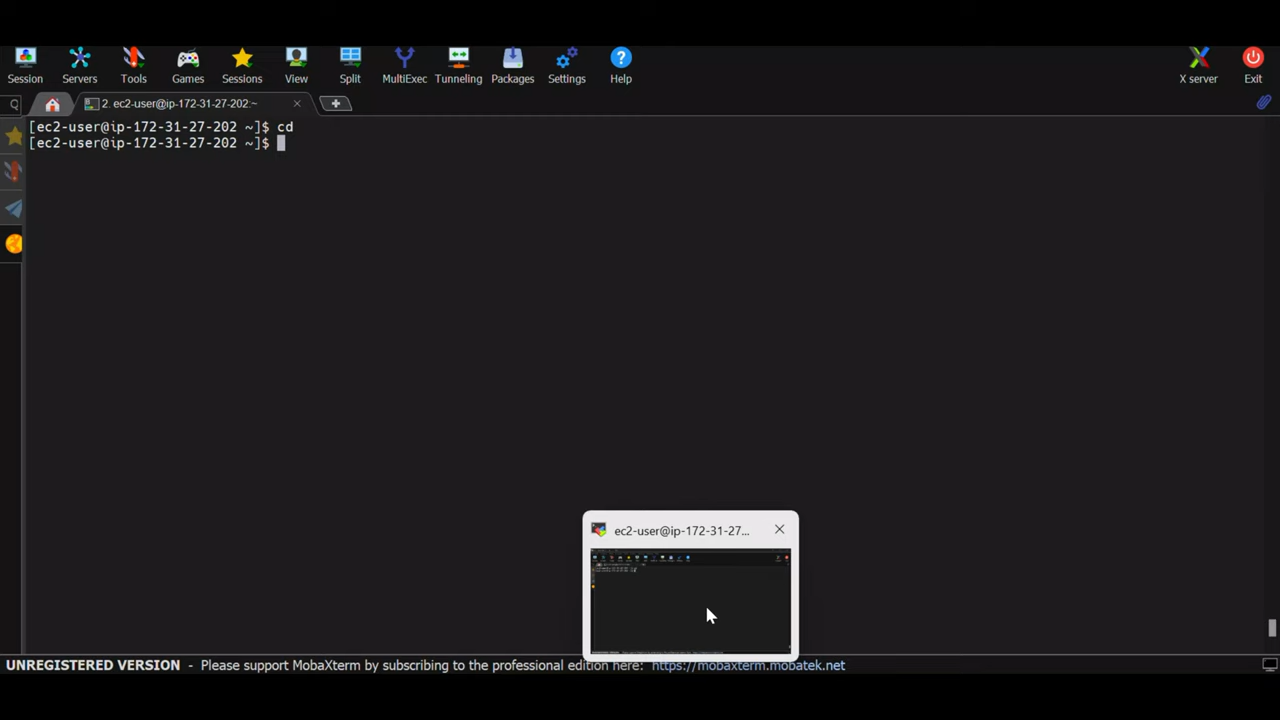 Session Servers Tools Games Sessions View Split MultiExec Tunneling Packages Settings Help X server Exit
2. ec2-user@ip-172-31-27-202:~
[ec2-user@ip-172-31-27-202 ~]$ cd
[ec2-user@ip-172-31-27-202 ~]$
ec2-user@ip-172-31-27...
UNREGISTERED VERSION - Please support MobaXterm by subscribing to the professional edition here: https://mobaxterm.mobatek.net